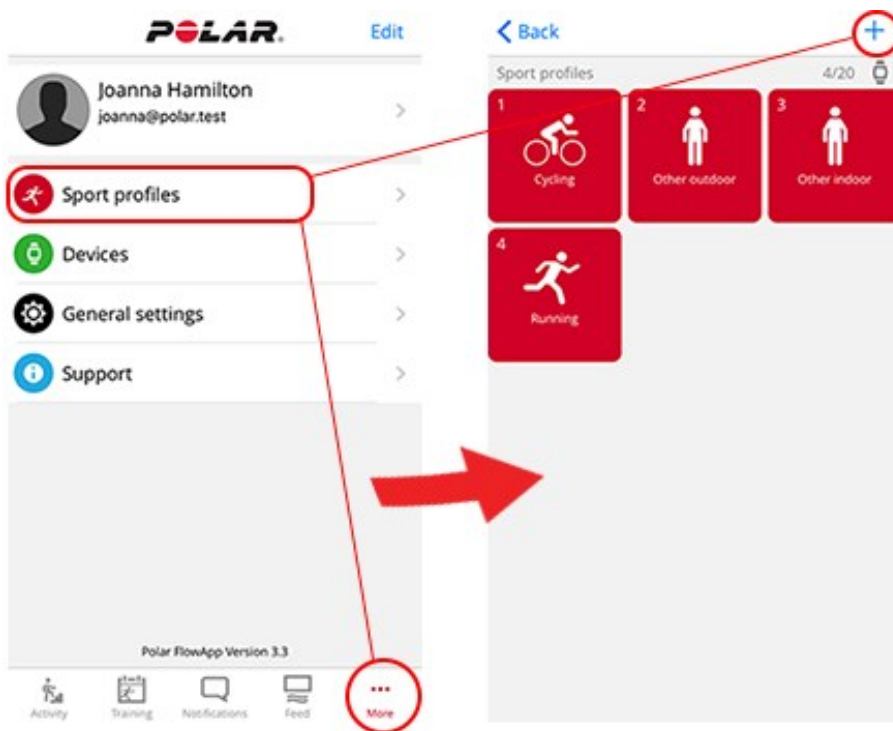 POLAR.
Edit
Joanna Hamilton
joanna@polar.test
Sport profiles
Devices
General settings
Support
Polar FlowApp Version 3.3
Activity
Training
Notifications
Feed
More
Back
Sport profiles
4/20
1
Cycling
2
Other outdoor
3
Other indoor
4
Running